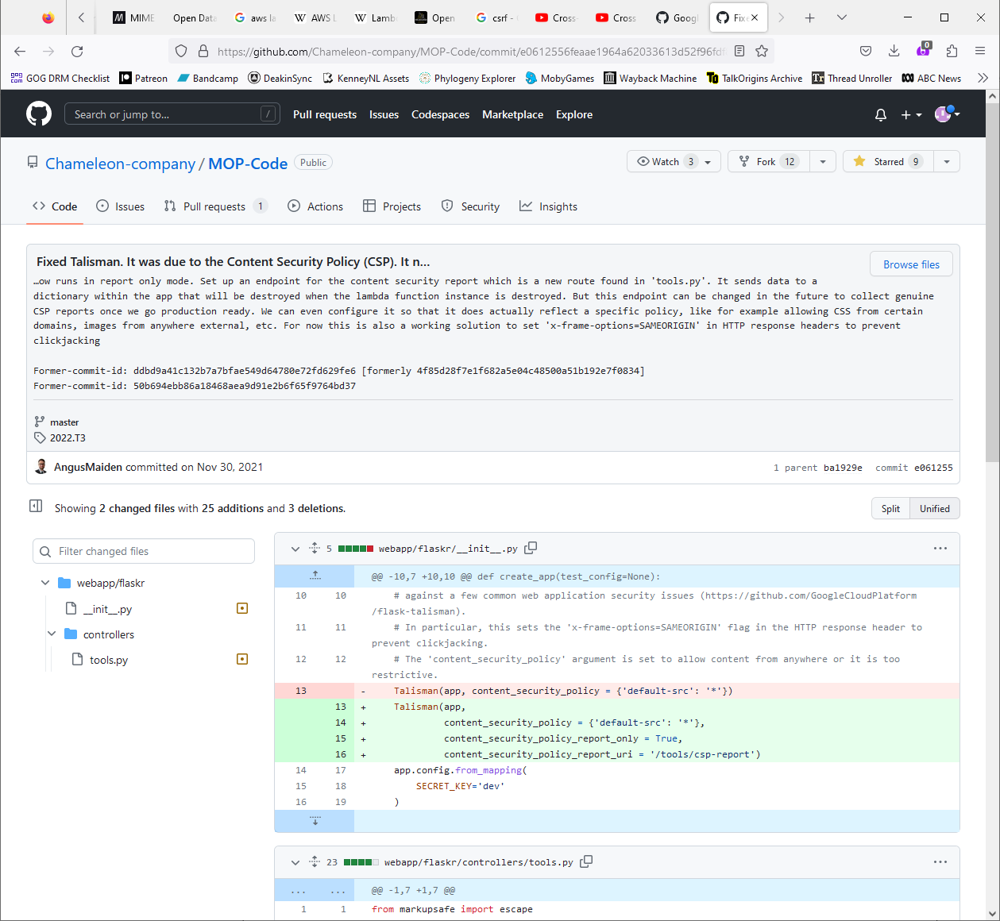 MIME
Open Data
aws la
AWS L
Lamb
Open
csrf -
Cross-
Cross
Googl
Fixe
https://github.com/Chameleon-company/MOP-Code/commit/e0612556feaae1964a62033613d52f96fdf
0
GOG DRM Checklist
Patreon
Bandcamp
DeakinSync
KenneyNL Assets
Phylogeny Explorer
MobyGames
Wayback Machine
TalkOrigins Archive
Thread Unroller
ABC News
Search or jump to...
/
Pull requests
Issues
Codespaces
Marketplace
Explore
Chameleon-company / MOP-Code
Public
Watch 3
Fork 12
Starred 9
Code
Issues
Pull requests 1
Actions
Projects
Security
Insights
Fixed Talisman. It was due to the Content Security Policy (CSP). It n...
Browse files
…ow runs in report only mode. Set up an endpoint for the content security report which is a new route found in 'tools.py'. It sends data to a
dictionary within the app that will be destroyed when the lambda function instance is destroyed. But this endpoint can be changed in the future to collect genuine
CSP reports once we go production ready. We can even configure it so that it does actually reflect a specific policy, like for example allowing CSS from certain
domains, images from anywhere external, etc. For now this is also a working solution to set 'x-frame-options=SAMEORIGIN' in HTTP response headers to prevent
clickjacking
Former-commit-id: ddbd9a41c132b7a7bfae549d64780e72fd629fe6 [formerly 4f85d28f7e1f682a5e04c48500a51b192e7f0834]
Former-commit-id: 50b694ebb86a18468aea9d91e2b6f65f9764bd37
master
2022.T3
AngusMaiden committed on Nov 30, 2021
1 parent ba1929e commit e061255
Showing 2 changed files with 25 additions and 3 deletions.
Split
Unified
Filter changed files
webapp/flaskr
__init__.py
controllers
tools.py
5 webapp/flaskr/__init__.py
@@ -10,7 +10,10 @@ def create_app(test_config=None):
10 10 # against a few common web application security issues (https://github.com/GoogleCloudPlatform
/flask-talisman).
11 11 # In particular, this sets the 'x-frame-options=SAMEORIGIN' flag in the HTTP response header to
prevent clickjacking.
12 12 # The 'content_security_policy' argument is set to allow content from anywhere or it is too
restrictive.
13 - Talisman(app, content_security_policy = {'default-src': '*'})
13 + Talisman(app,
14 + content_security_policy = {'default-src': '*'},
15 + content_security_policy_report_only = True,
16 + content_security_policy_report_uri = '/tools/csp-report')
14 17 app.config.from_mapping(
15 18 SECRET_KEY='dev'
16 19 )
23 webapp/flaskr/controllers/tools.py
... ... @@ -1,7 +1,7 @@
1 1 from markupsafe import escape